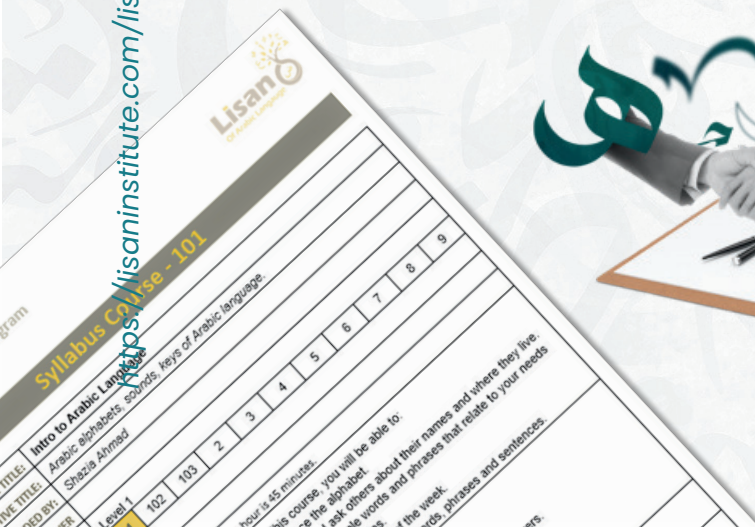 https://lisaninstitute.com/lis
Lisan
Of Arabic Language
gram
Syllabus Course - 101
TITLE: Intro to Arabic Language
TITLE: Arabic alphabets, sounds, keys of Arabic language.
BY: Shazia Ahmad
Level 1
102 103 2 3 4 5 6 7 8 9
hour is 45 minutes.
his course, you will be able to:
ce the alphabet.
ask others about their names and where they live.
le words and phrases that relate to your needs
of the week.
rds, phrases and sentences.
ers.